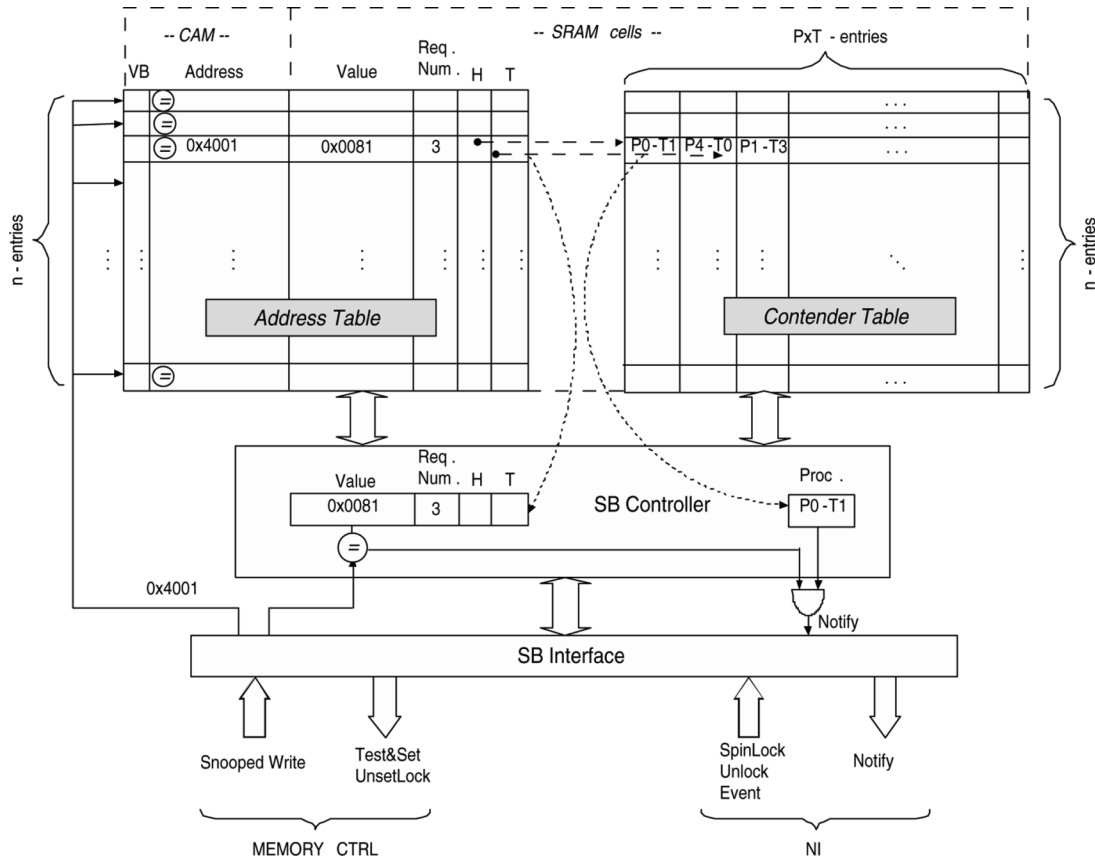 -- CAM --
-- SRAM cells --
PxT - entries
Req .
VB Address Value Num . H T
=
. . .
=
= 0x4001 0x0081 3
P0 -T1 P4 -T0 P1 -T3 . . .
n - entries
n - entries
Address Table
Contender Table
=
. . .
Req .
Value Num . H T
Proc .
0x0081 3
SB Controller
P0 -T1
=
0x4001
Notify
SB Interface
Snooped Write
Test&Set
UnsetLock
SpinLock
Unlock
Event
Notify
MEMORY CTRL
NI